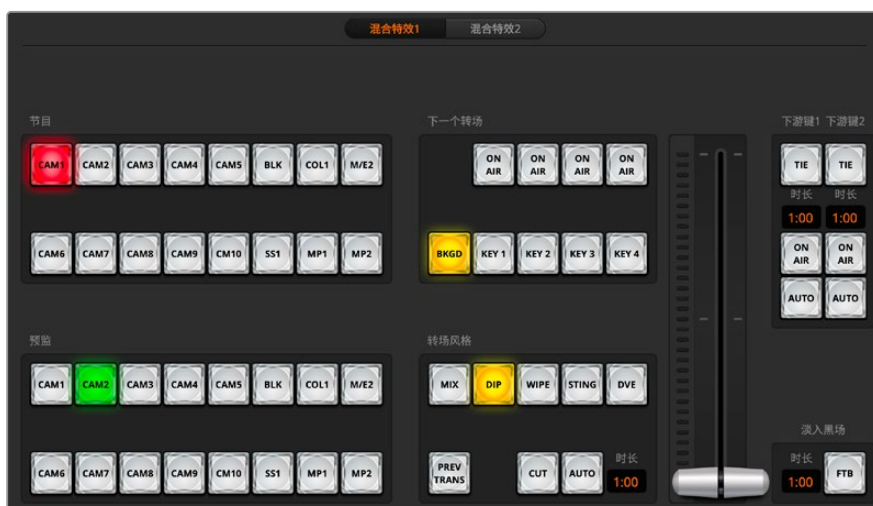 混合特效1 混合特效2
节目 下一个转场 下游键1 下游键2
CAM1 CAM2 CAM3 CAM4 CAM5 BLK COL1 M/E2 ON AIR ON AIR ON AIR ON AIR TIE TIE
时长 时长
1:00 1:00
CAM6 CAM7 CAM8 CAM9 CM10 SS1 MP1 MP2 BKGD KEY 1 KEY 2 KEY 3 KEY 4 ON AIR ON AIR
AUTO AUTO
预监 转场风格
CAM1 CAM2 CAM3 CAM4 CAM5 BLK COL1 M/E2 MIX DIP WIPE STING DVE
淡入黑场
时长 时长
CAM6 CAM7 CAM8 CAM9 CM10 SS1 MP1 MP2 PREV TRANS CUT AUTO 1:00 1:00 FTB